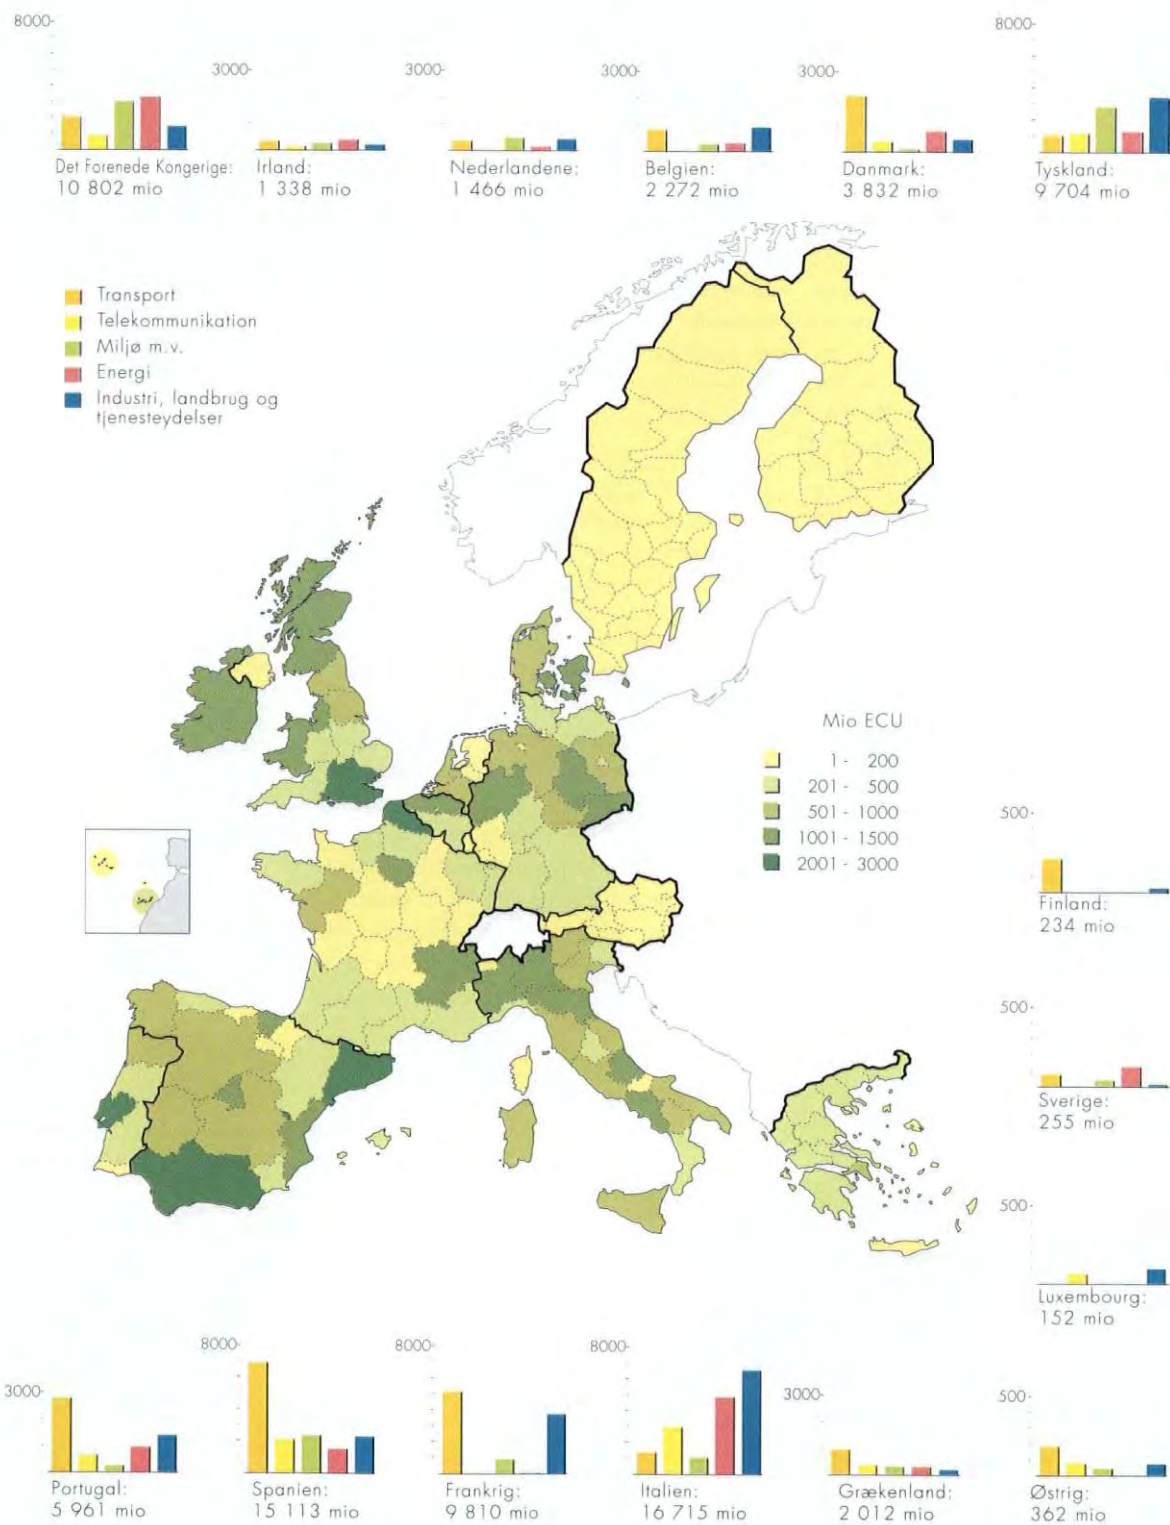 8000-
3000-
3000-
3000-
3000-
8000-
Det Forenede Kongerige:
10 802 mio
Irland:
1 338 mio
Nederlandene:
1 466 mio
Belgien:
2 272 mio
Danmark:
3 832 mio
Tyskland:
9 704 mio
Transport
Telekommunikation
Miljø m.v.
Energi
Industri, landbrug og
tjenesteydelser
Mio ECU
1 - 200
201 - 500
501 - 1000
1001 - 1500
2001 - 3000
500-
Finland:
234 mio
500-
Sverige:
255 mio
500-
Luxembourg:
152 mio
3000-
8000-
8000-
8000-
3000-
500-
Portugal:
5 961 mio
Spanien:
15 113 mio
Frankrig:
9 810 mio
Italien:
16 715 mio
Grækenland:
2 012 mio
Østrig:
362 mio